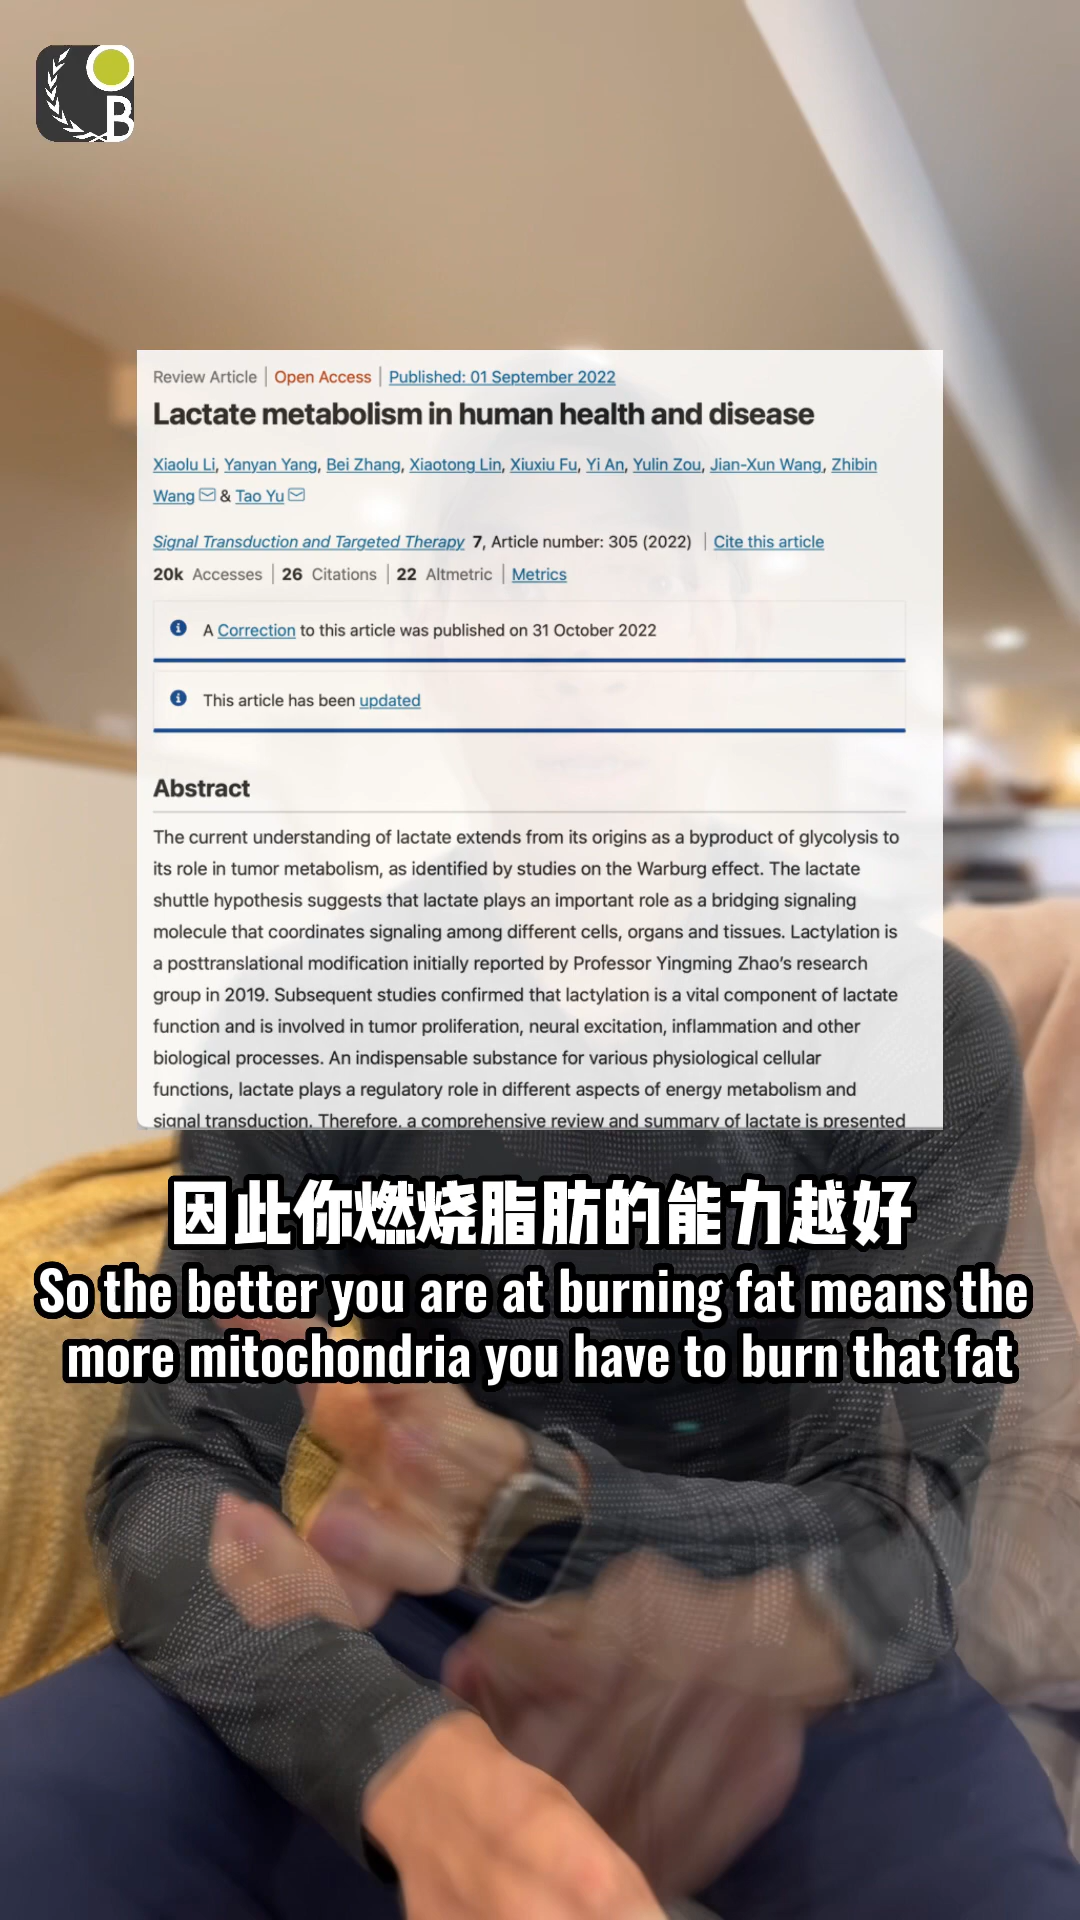 B
Review Article | Open Access | Published: 01 September 2022
Lactate metabolism in human health and disease
Xiaolu Li, Yanyan Yang, Bei Zhang, Xiaotong Lin, Xiuxiu Fu, Yi An, Yulin Zou, Jian-Xun Wang, Zhibin
Wang & Tao Yu
Signal Transduction and Targeted Therapy 7, Article number: 305 (2022) | Cite this article
20k Accesses | 26 Citations | 22 Altmetric | Metrics
A Correction to this article was published on 31 October 2022
This article has been updated
Abstract
The current understanding of lactate extends from its origins as a byproduct of glycolysis to
its role in tumor metabolism, as identified by studies on the Warburg effect. The lactate
shuttle hypothesis suggests that lactate plays an important role as a bridging signaling
molecule that coordinates signaling among different cells, organs and tissues. Lactylation is
a posttranslational modification initially reported by Professor Yingming Zhao's research
group in 2019. Subsequent studies confirmed that lactylation is a vital component of lactate
function and is involved in tumor proliferation, neural excitation, inflammation and other
biological processes. An indispensable substance for various physiological cellular
functions, lactate plays a regulatory role in different aspects of energy metabolism and
signal transduction. Therefore, a comprehensive review and summary of lactate is presented
因此你燃烧脂肪的能力越好
So the better you are at burning fat means the
more mitochondria you have to burn that fat